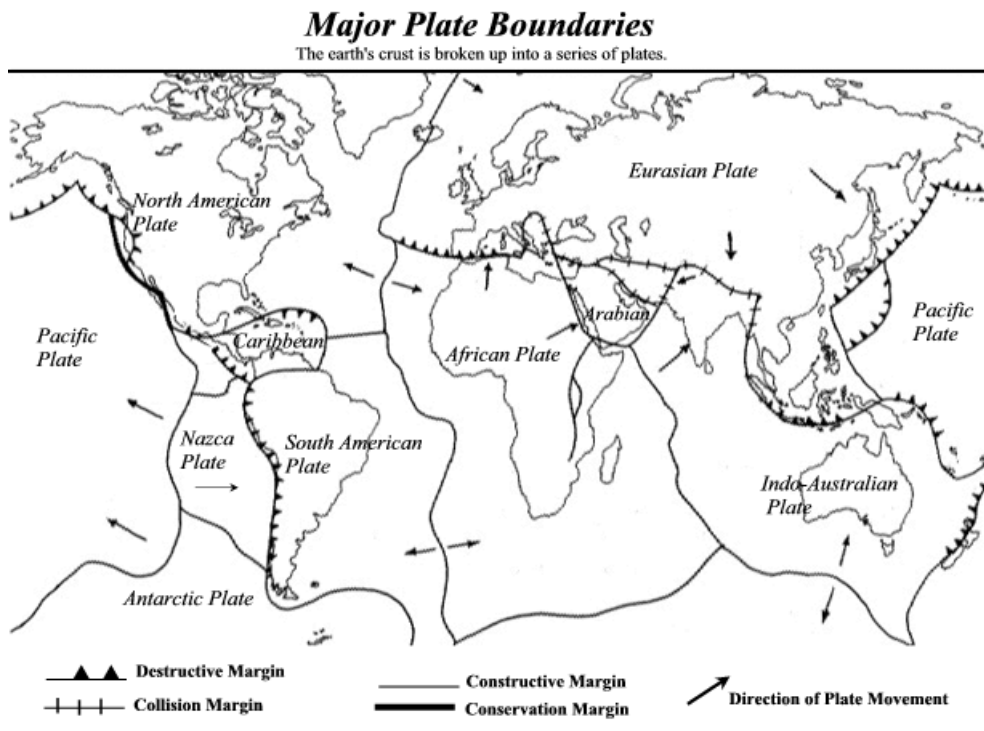 Major Plate Boundaries
The earth's crust is broken up into a series of plates.
Eurasian Plate
North American
Plate
Pacific
Plate
Caribbean
Arabian
African Plate
Pacific
Plate
Nazca
Plate
South American
Plate
Indo-Australian
Plate
Antarctic Plate
Destructive Margin
Collision Margin
Constructive Margin
Conservation Margin
Direction of Plate Movement